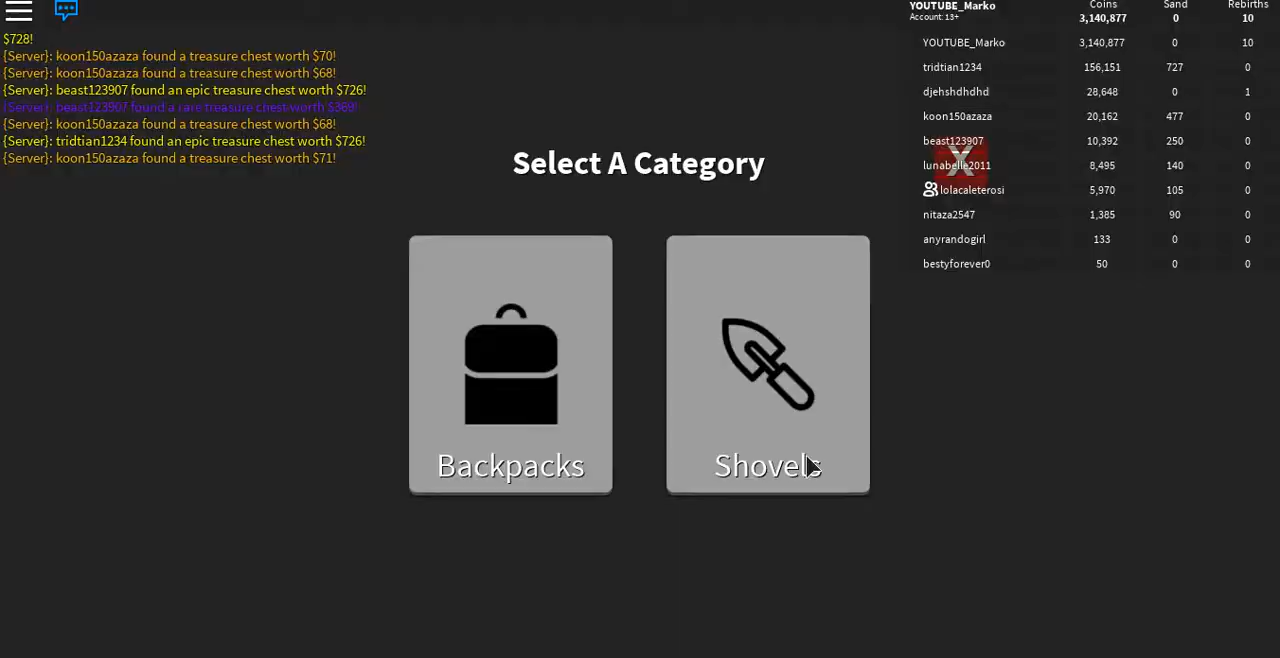 $728!
{Server}: koon150azaza found a treasure chest worth $70!
{Server}: koon150azaza found a treasure chest worth $68!
{Server}: beast123907 found an epic treasure chest worth $726!
{Server}: beast123907 found a rare treasure chest worth $369!
{Server}: koon150azaza found a treasure chest worth $68!
{Server}: tridtian1234 found an epic treasure chest worth $726!
{Server}: koon150azaza found a treasure chest worth $71!
YOUTUBE_Marko Coins Sand Rebirths
Account: 13+ 3,140,877 0 10
YOUTUBE_Marko 3,140,877 0 10
tridtian1234 156,151 727 0
djehshdhdhd 28,648 0 1
koon150azaza 20,162 477 0
beast123907 10,392 250 0
lunabelle2011 8,495 140 0
lolacaleterosi 5,970 105 0
nitaza2547 1,385 90 0
anyrandogirl 133 0 0
bestyforever0 50 0 0
X
Select A Category
Backpacks
Shovels